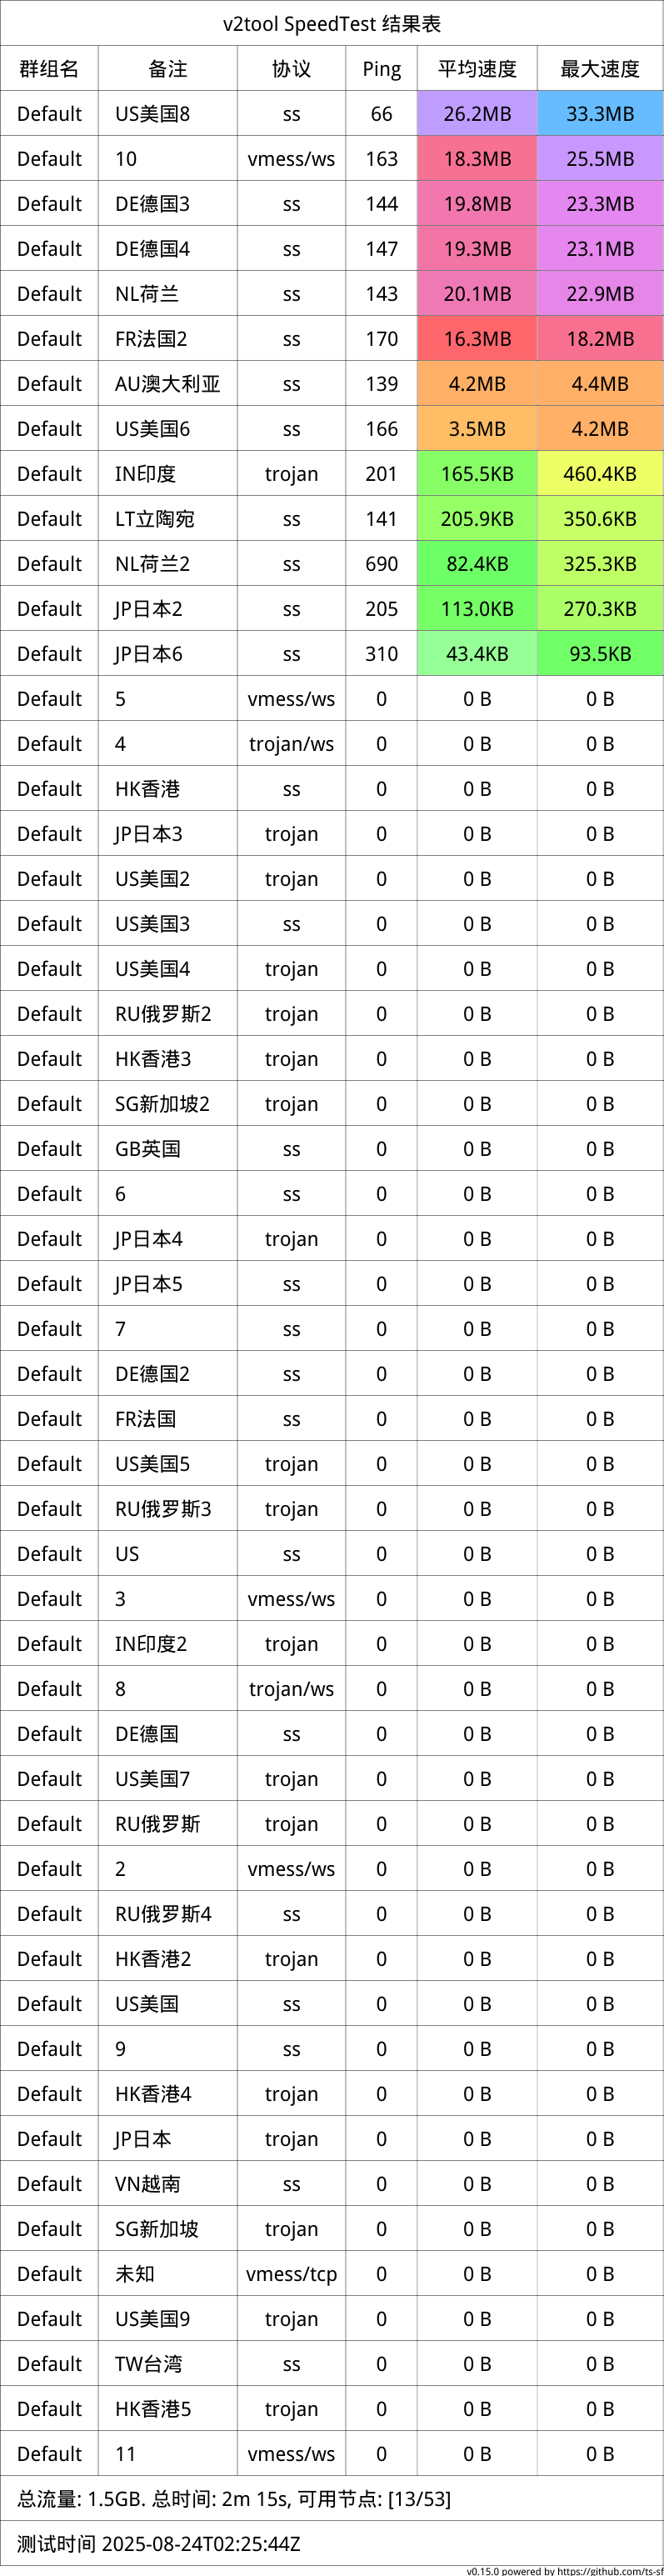 v2tool SpeedTest 结果表
群组名 备注 协议 Ping 平均速度 最大速度
Default US美国8 ss 66 26.2MB 33.3MB
Default 10 vmess/ws 163 18.3MB 25.5MB
Default DE德国3 ss 144 19.8MB 23.3MB
Default DE德国4 ss 147 19.3MB 23.1MB
Default NL荷兰 ss 143 20.1MB 22.9MB
Default FR法国2 ss 170 16.3MB 18.2MB
Default AU澳大利亚 ss 139 4.2MB 4.4MB
Default US美国6 ss 166 3.5MB 4.2MB
Default IN印度 trojan 201 165.5KB 460.4KB
Default LT立陶宛 ss 141 205.9KB 350.6KB
Default NL荷兰2 ss 690 82.4KB 325.3KB
Default JP日本2 ss 205 113.0KB 270.3KB
Default JP日本6 ss 310 43.4KB 93.5KB
Default 5 vmess/ws 0 0 B 0 B
Default 4 trojan/ws 0 0 B 0 B
Default HK香港 ss 0 0 B 0 B
Default JP日本3 trojan 0 0 B 0 B
Default US美国2 trojan 0 0 B 0 B
Default US美国3 ss 0 0 B 0 B
Default US美国4 trojan 0 0 B 0 B
Default RU俄罗斯2 trojan 0 0 B 0 B
Default HK香港3 trojan 0 0 B 0 B
Default SG新加坡2 trojan 0 0 B 0 B
Default GB英国 ss 0 0 B 0 B
Default 6 ss 0 0 B 0 B
Default JP日本4 trojan 0 0 B 0 B
Default JP日本5 ss 0 0 B 0 B
Default 7 ss 0 0 B 0 B
Default DE德国2 ss 0 0 B 0 B
Default FR法国 ss 0 0 B 0 B
Default US美国5 trojan 0 0 B 0 B
Default RU俄罗斯3 trojan 0 0 B 0 B
Default US ss 0 0 B 0 B
Default 3 vmess/ws 0 0 B 0 B
Default IN印度2 trojan 0 0 B 0 B
Default 8 trojan/ws 0 0 B 0 B
Default DE德国 ss 0 0 B 0 B
Default US美国7 trojan 0 0 B 0 B
Default RU俄罗斯 trojan 0 0 B 0 B
Default 2 vmess/ws 0 0 B 0 B
Default RU俄罗斯4 ss 0 0 B 0 B
Default HK香港2 trojan 0 0 B 0 B
Default US美国 ss 0 0 B 0 B
Default 9 ss 0 0 B 0 B
Default HK香港4 trojan 0 0 B 0 B
Default JP日本 trojan 0 0 B 0 B
Default VN越南 ss 0 0 B 0 B
Default SG新加坡 trojan 0 0 B 0 B
Default 未知 vmess/tcp 0 0 B 0 B
Default US美国9 trojan 0 0 B 0 B
Default TW台湾 ss 0 0 B 0 B
Default HK香港5 trojan 0 0 B 0 B
Default 11 vmess/ws 0 0 B 0 B
总流量: 1.5GB. 总时间: 2m 15s, 可用节点: [13/53]
测试时间 2025-08-24T02:25:44Z
v0.15.0 powered by https://github.com/ts-sf